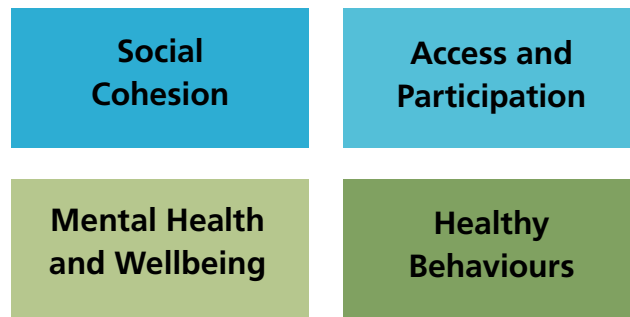 Social
Cohesion
Access and
Participation
Mental Health
and Wellbeing
Healthy
Behaviours